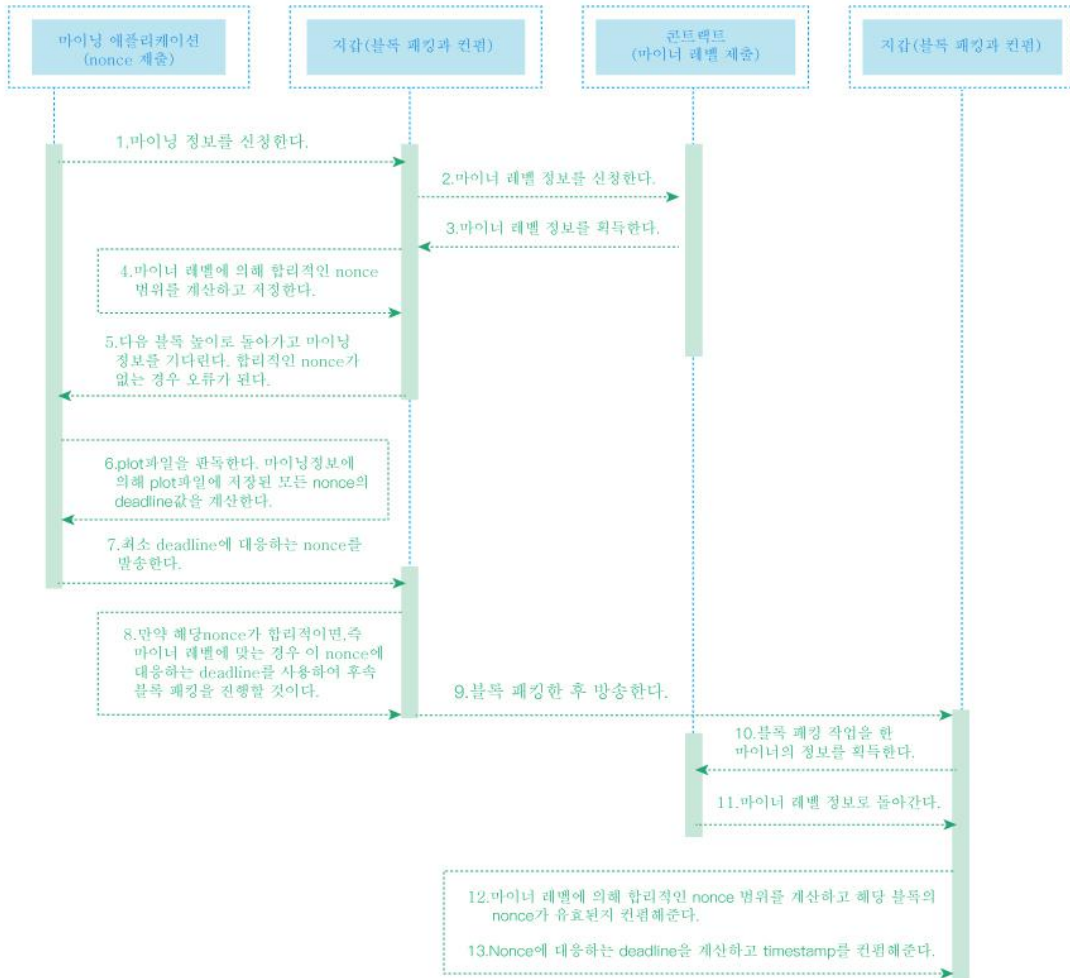 마이닝 애플리케이션
(nonce 제출)
지갑(블록 패킹과 컨펌)
콘트랙트
(마이너 레벨 제출)
지갑(블록 패킹과 컨펌)
1.마이닝 정보를 신청한다.
2.마이너 레벨 정보를 신청한다.
3.마이너 레벨 정보를 획득한다.
4.마이너 레벨에 의해 합리적인 nonce
범위를 계산하고 저정한다.
5.다음 블록 높이로 돌아가고 마이닝
정보를 기다린다. 합리적인 nonce가
없는 경우 오류가 된다.
6.plot파일을 판독한다. 마이닝정보에
의해 plot파일에 저장된 모든 nonce의
deadline값을 계산한다.
7.최소 deadline에 대응하는 nonce를
발송한다.
8.만약 해당nonce가 합리적이면,즉
마이너 레벨에 맞는 경우 이 nonce에
대응하는 deadline를 사용하여 후속
블록 패킹을 진행할 것이다.
9.블록 패킹한 후 방송한다.
10.블록 패킹 작업을 한
마이너의 정보를 획득한다.
11.마이너 레벨 정보로 돌아간다.
12.마이너 레벨에 의해 합리적인 nonce 범위를 계산하고 해당 블록의
nonce가 유효된지 컨펌해준다.
13.Nonce에 대응하는 deadline을 계산하고 timestamp를 컨펌해준다.